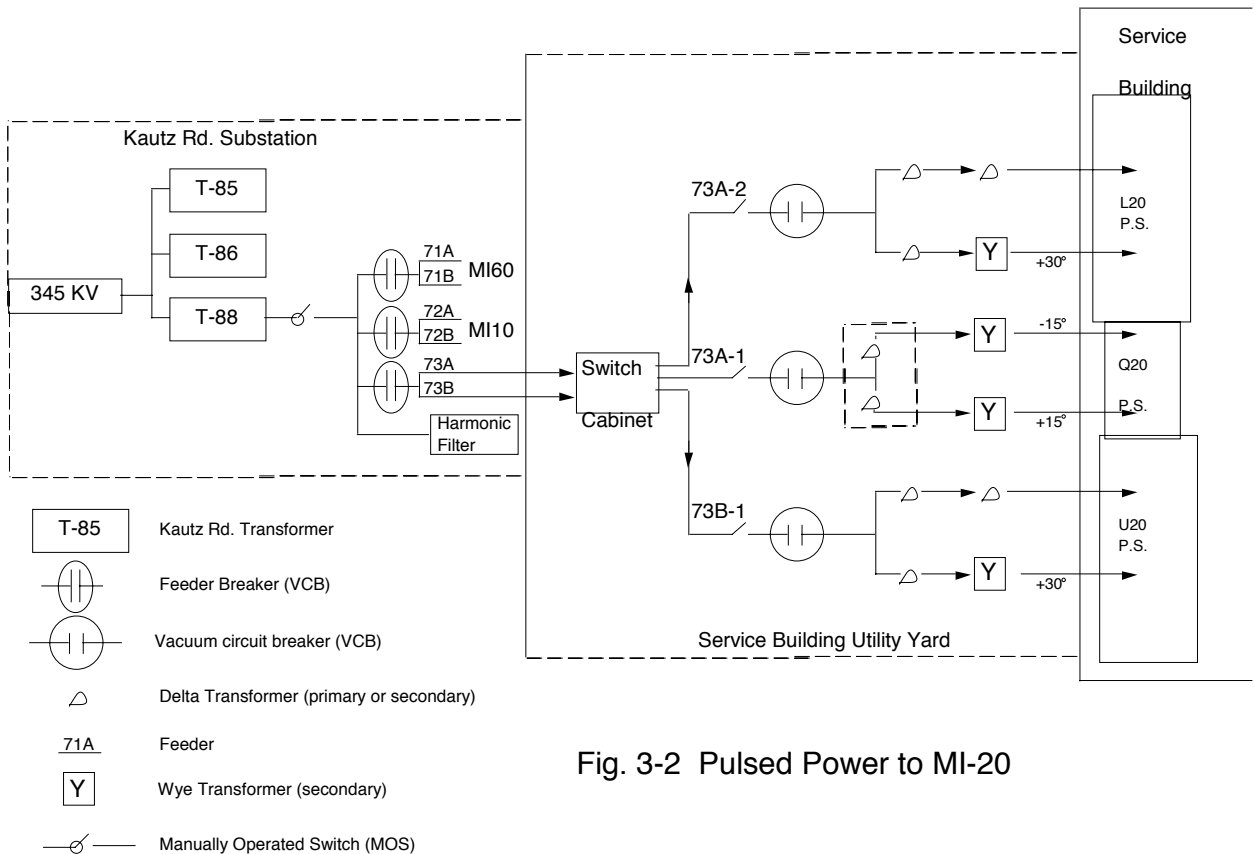 Service
Building
Kautz Rd. Substation
T-85
T-86
345 KV
T-88
71A
71B
MI60
72A
72B
MI10
73A
73B
Harmonic
Filter
Switch
Cabinet
73A-2
73A-1
73B-1
Y
+30°
Y
-15°
Y
+15°
Y
+30°
L20
P.S.
Q20
P.S.
U20
P.S.
Service Building Utility Yard
T-85
Kautz Rd. Transformer
Feeder Breaker (VCB)
Vacuum circuit breaker (VCB)
Delta Transformer (primary or secondary)
71A
Feeder
Y
Wye Transformer (secondary)
Manually Operated Switch (MOS)
Fig. 3-2 Pulsed Power to MI-20